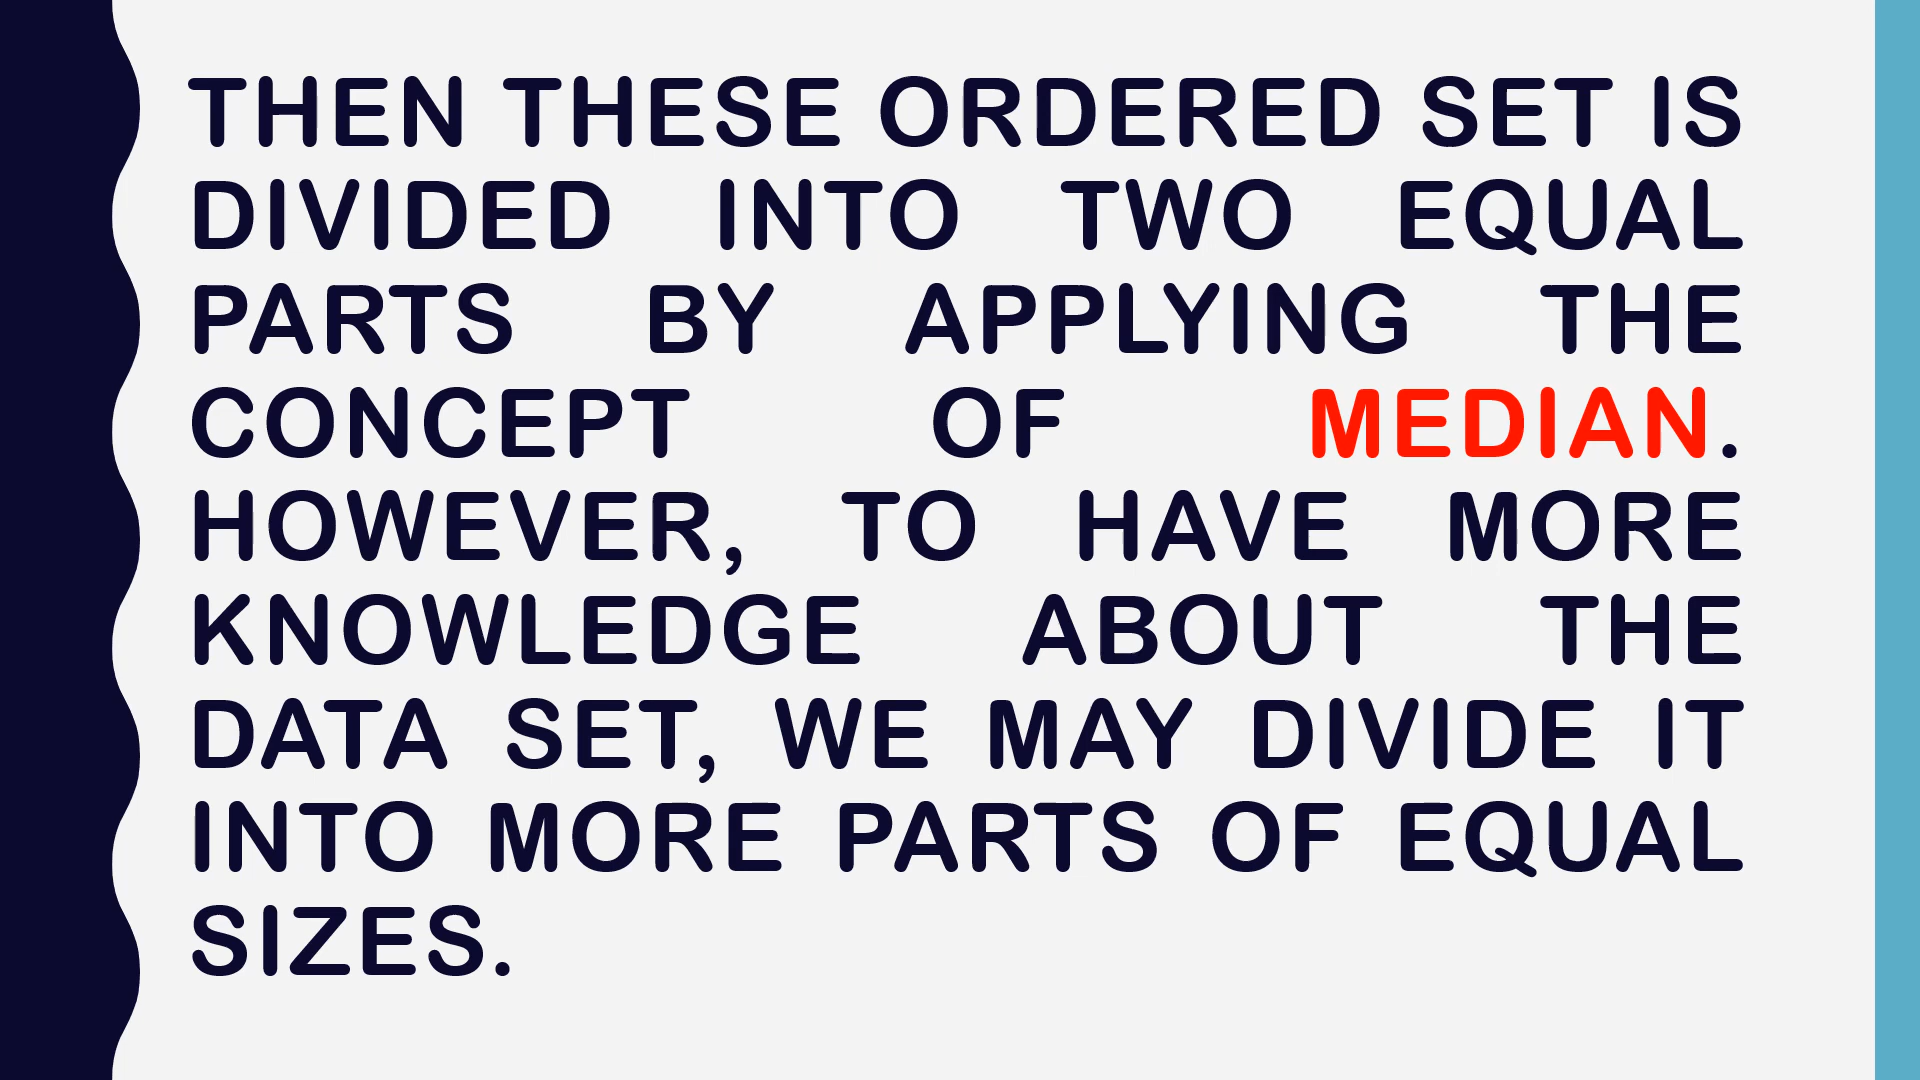 THEN THESE ORDERED SET IS
DIVIDED INTO TWO EQUAL
PARTS BY APPLYING THE
CONCEPT OF MEDIAN.
HOWEVER, TO HAVE MORE
KNOWLEDGE ABOUT THE
DATA SET, WE MAY DIVIDE IT
INTO MORE PARTS OF EQUAL
SIZES.